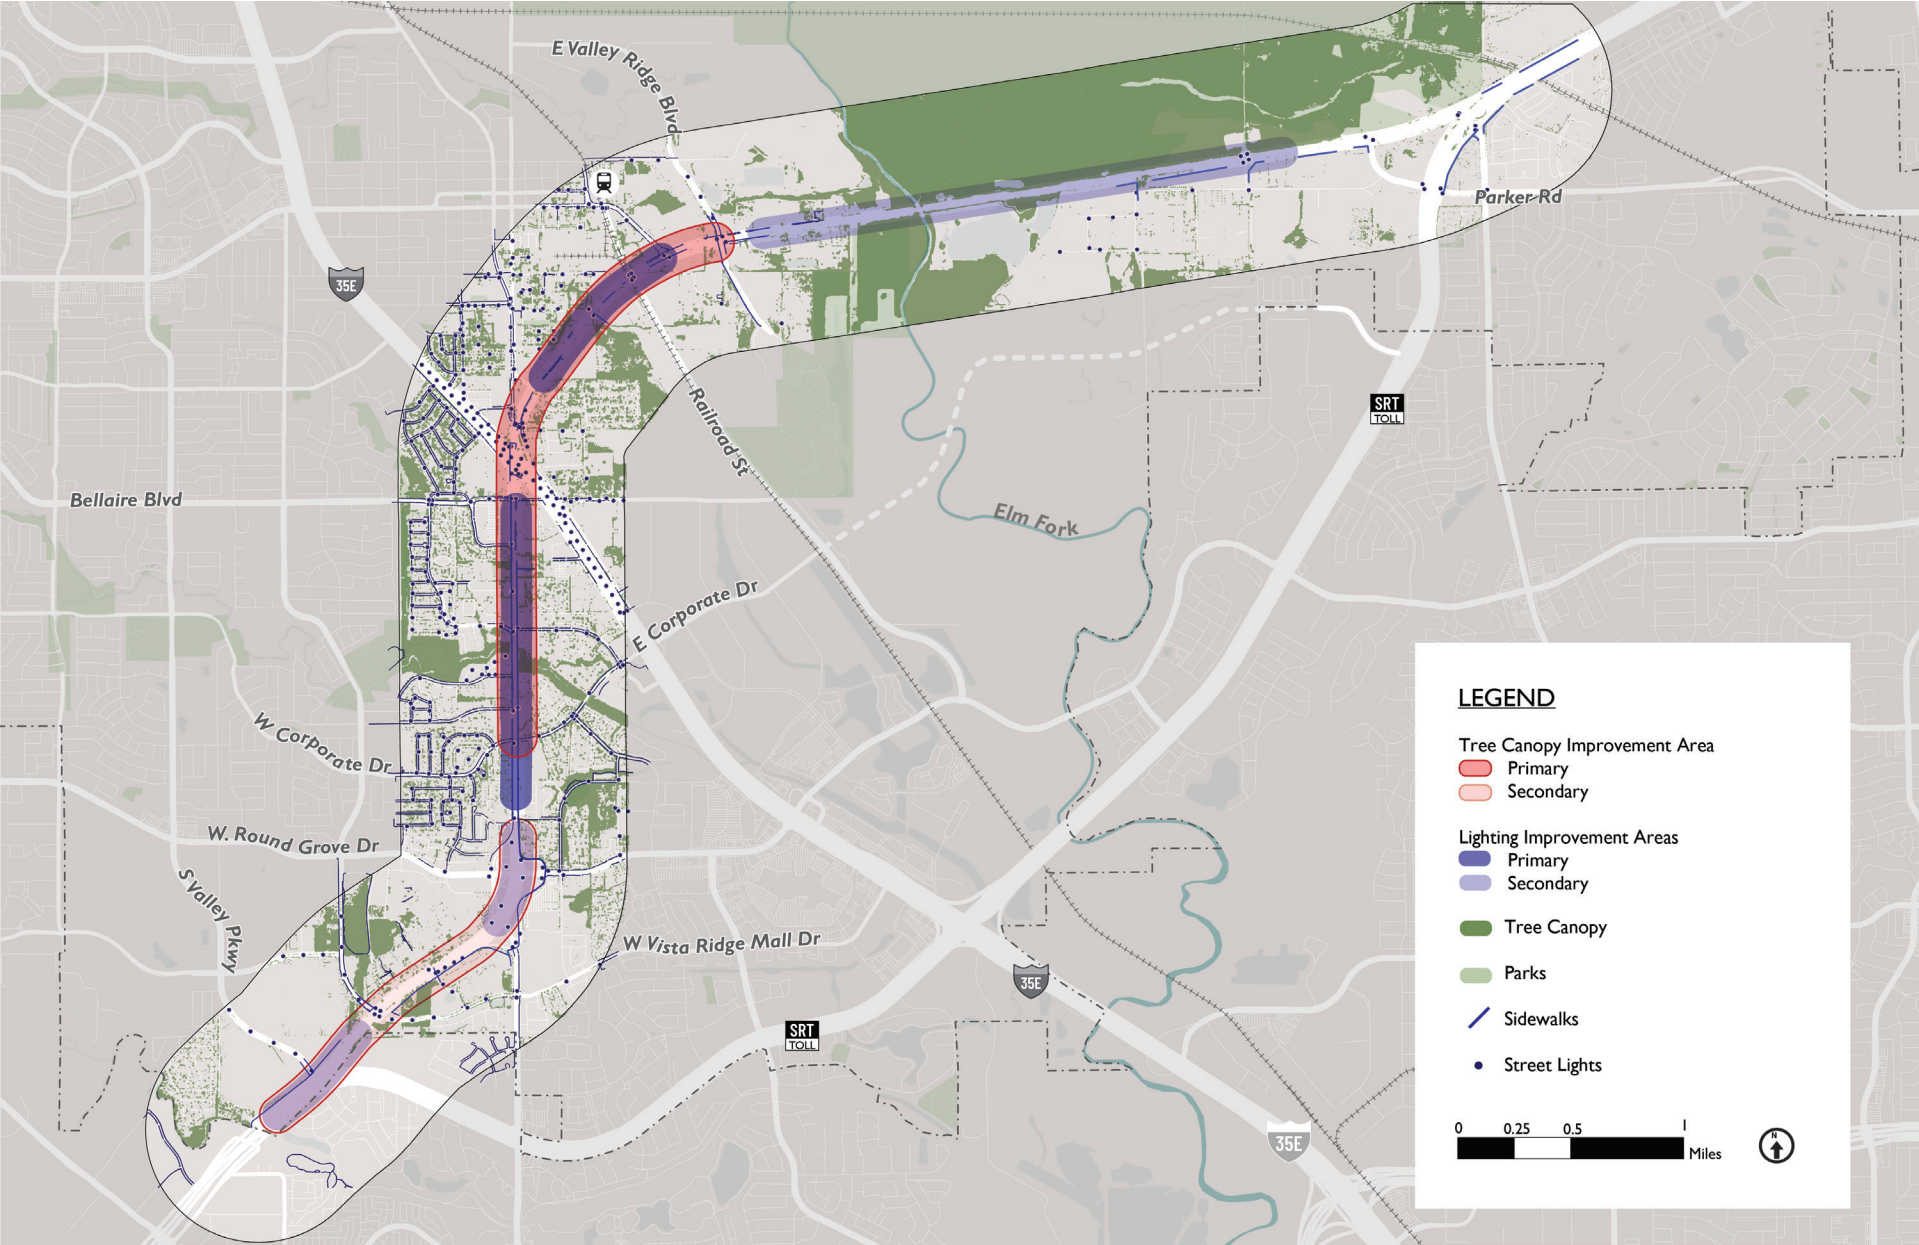 E Valley Ridge Blvd
35E
Parker Rd
SRT
TOLL
Railroad St
Bellaire Blvd
Elm Fork
E Corporate Dr
W Corporate Dr
W. Round Grove Dr
S Valley Pkwy
W Vista Ridge Mall Dr
35E
SRT
TOLL
35E
LEGEND
Tree Canopy Improvement Area
Primary
Secondary
Lighting Improvement Areas
Primary
Secondary
Tree Canopy
Parks
Sidewalks
Street Lights
0 0.25 0.5 1
Miles
N